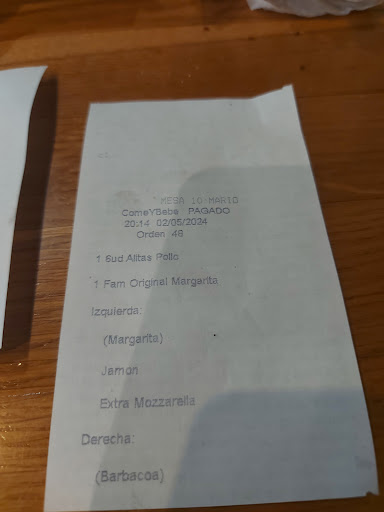 MESA 10 MARIO
ComeYBebe PAGADO
20:14 02/05/2024
Orden 48
1 6ud Alitas Pollo
1 Fam Original Margarita
Izquierda:
(Margarita)
Jamon
Extra Mozzarella
Derecha:
(Barbacoa)